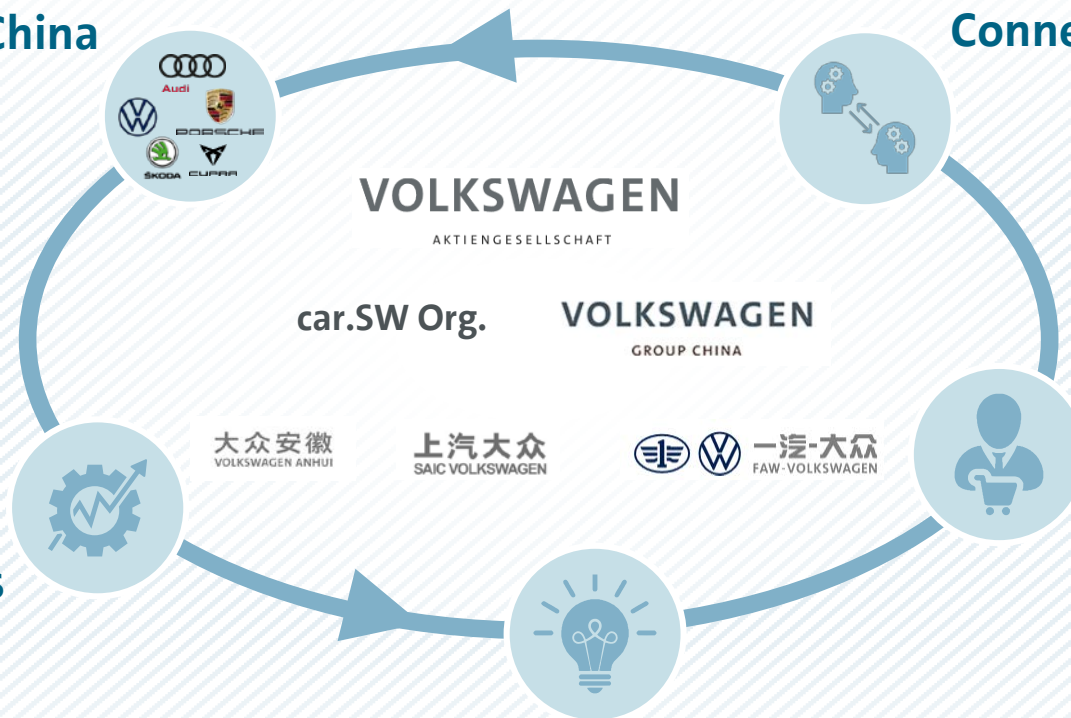 China
Conne
Audi
PORSCHE
ŠKODA CUPRA
VOLKSWAGEN
AKTIENGESELLSCHAFT
car.SW Org.
VOLKSWAGEN
GROUP CHINA
大众安徽
VOLKSWAGEN ANHUI
上汽大众
SAIC VOLKSWAGEN
一汽-大众
FAW-VOLKSWAGEN
s